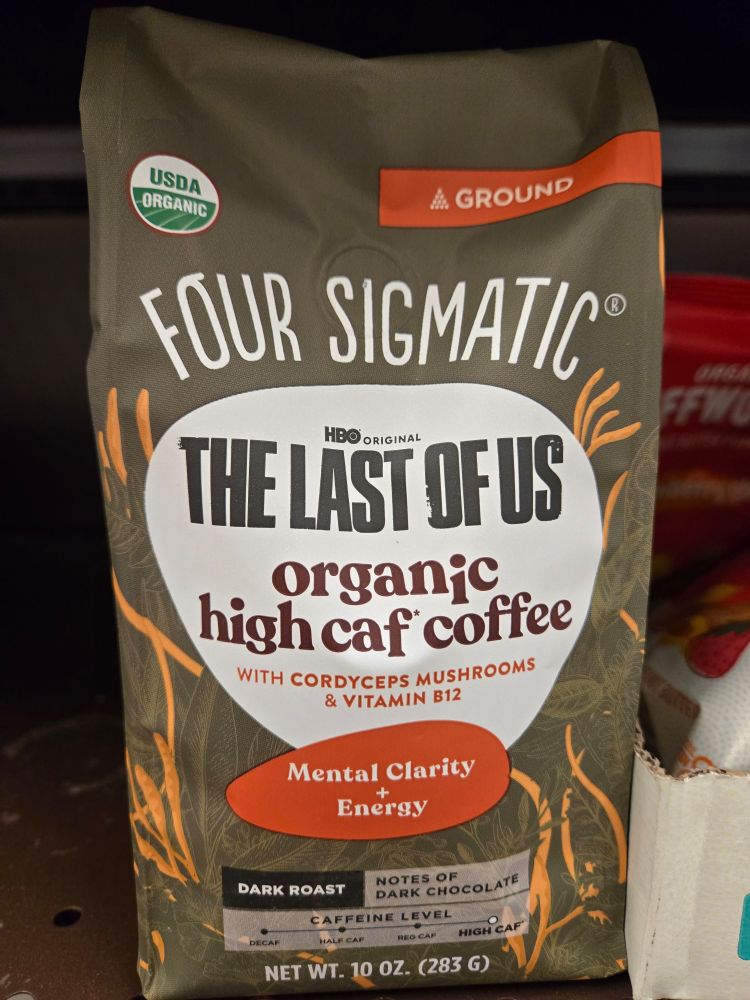 USDA
ORGANIC
GROUND
FOUR SIGMATIC®
HBO ORIGINAL
THE LAST OF US
organic
high caf* coffee
WITH CORDYCEPS MUSHROOMS
& VITAMIN B12
Mental Clarity
+
Energy
DARK ROAST
NOTES OF
DARK CHOCOLATE
CAFFEINE LEVEL
DECAF HALF CAF REG CAF HIGH CAF*
NET WT. 10 OZ. (283 G)